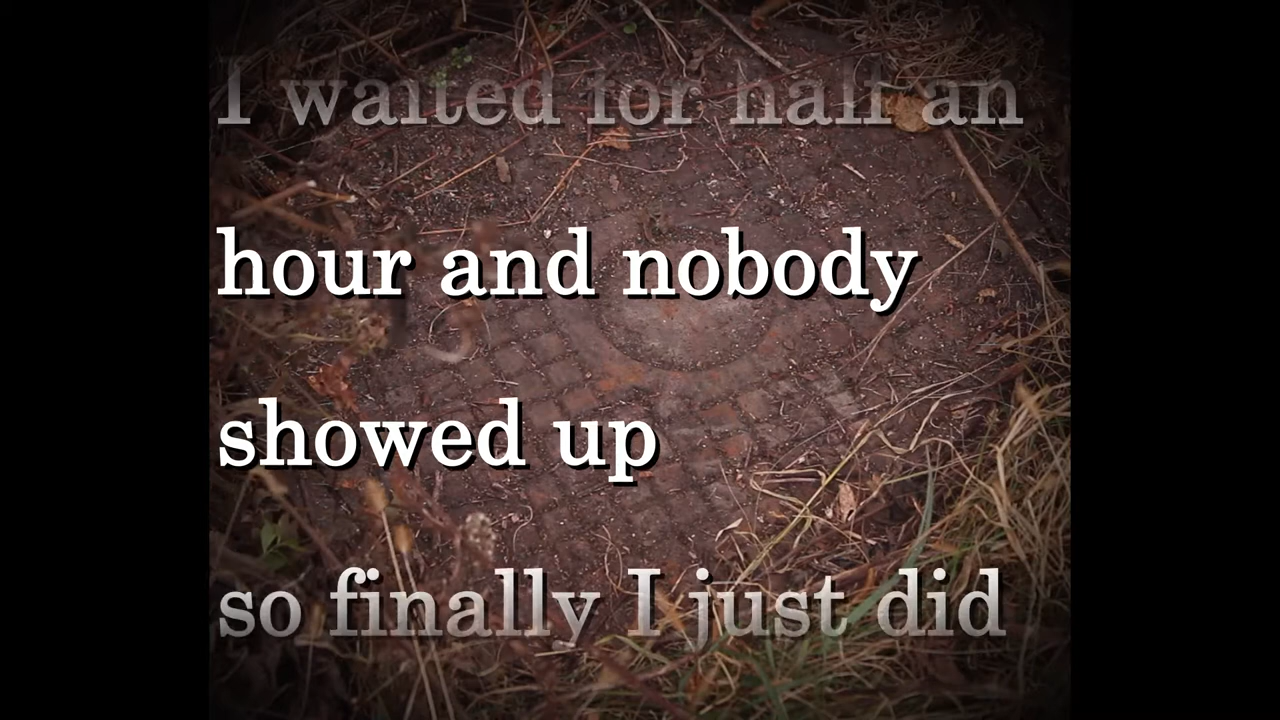 I waited for half an
hour and nobody
showed up
so finally I just did